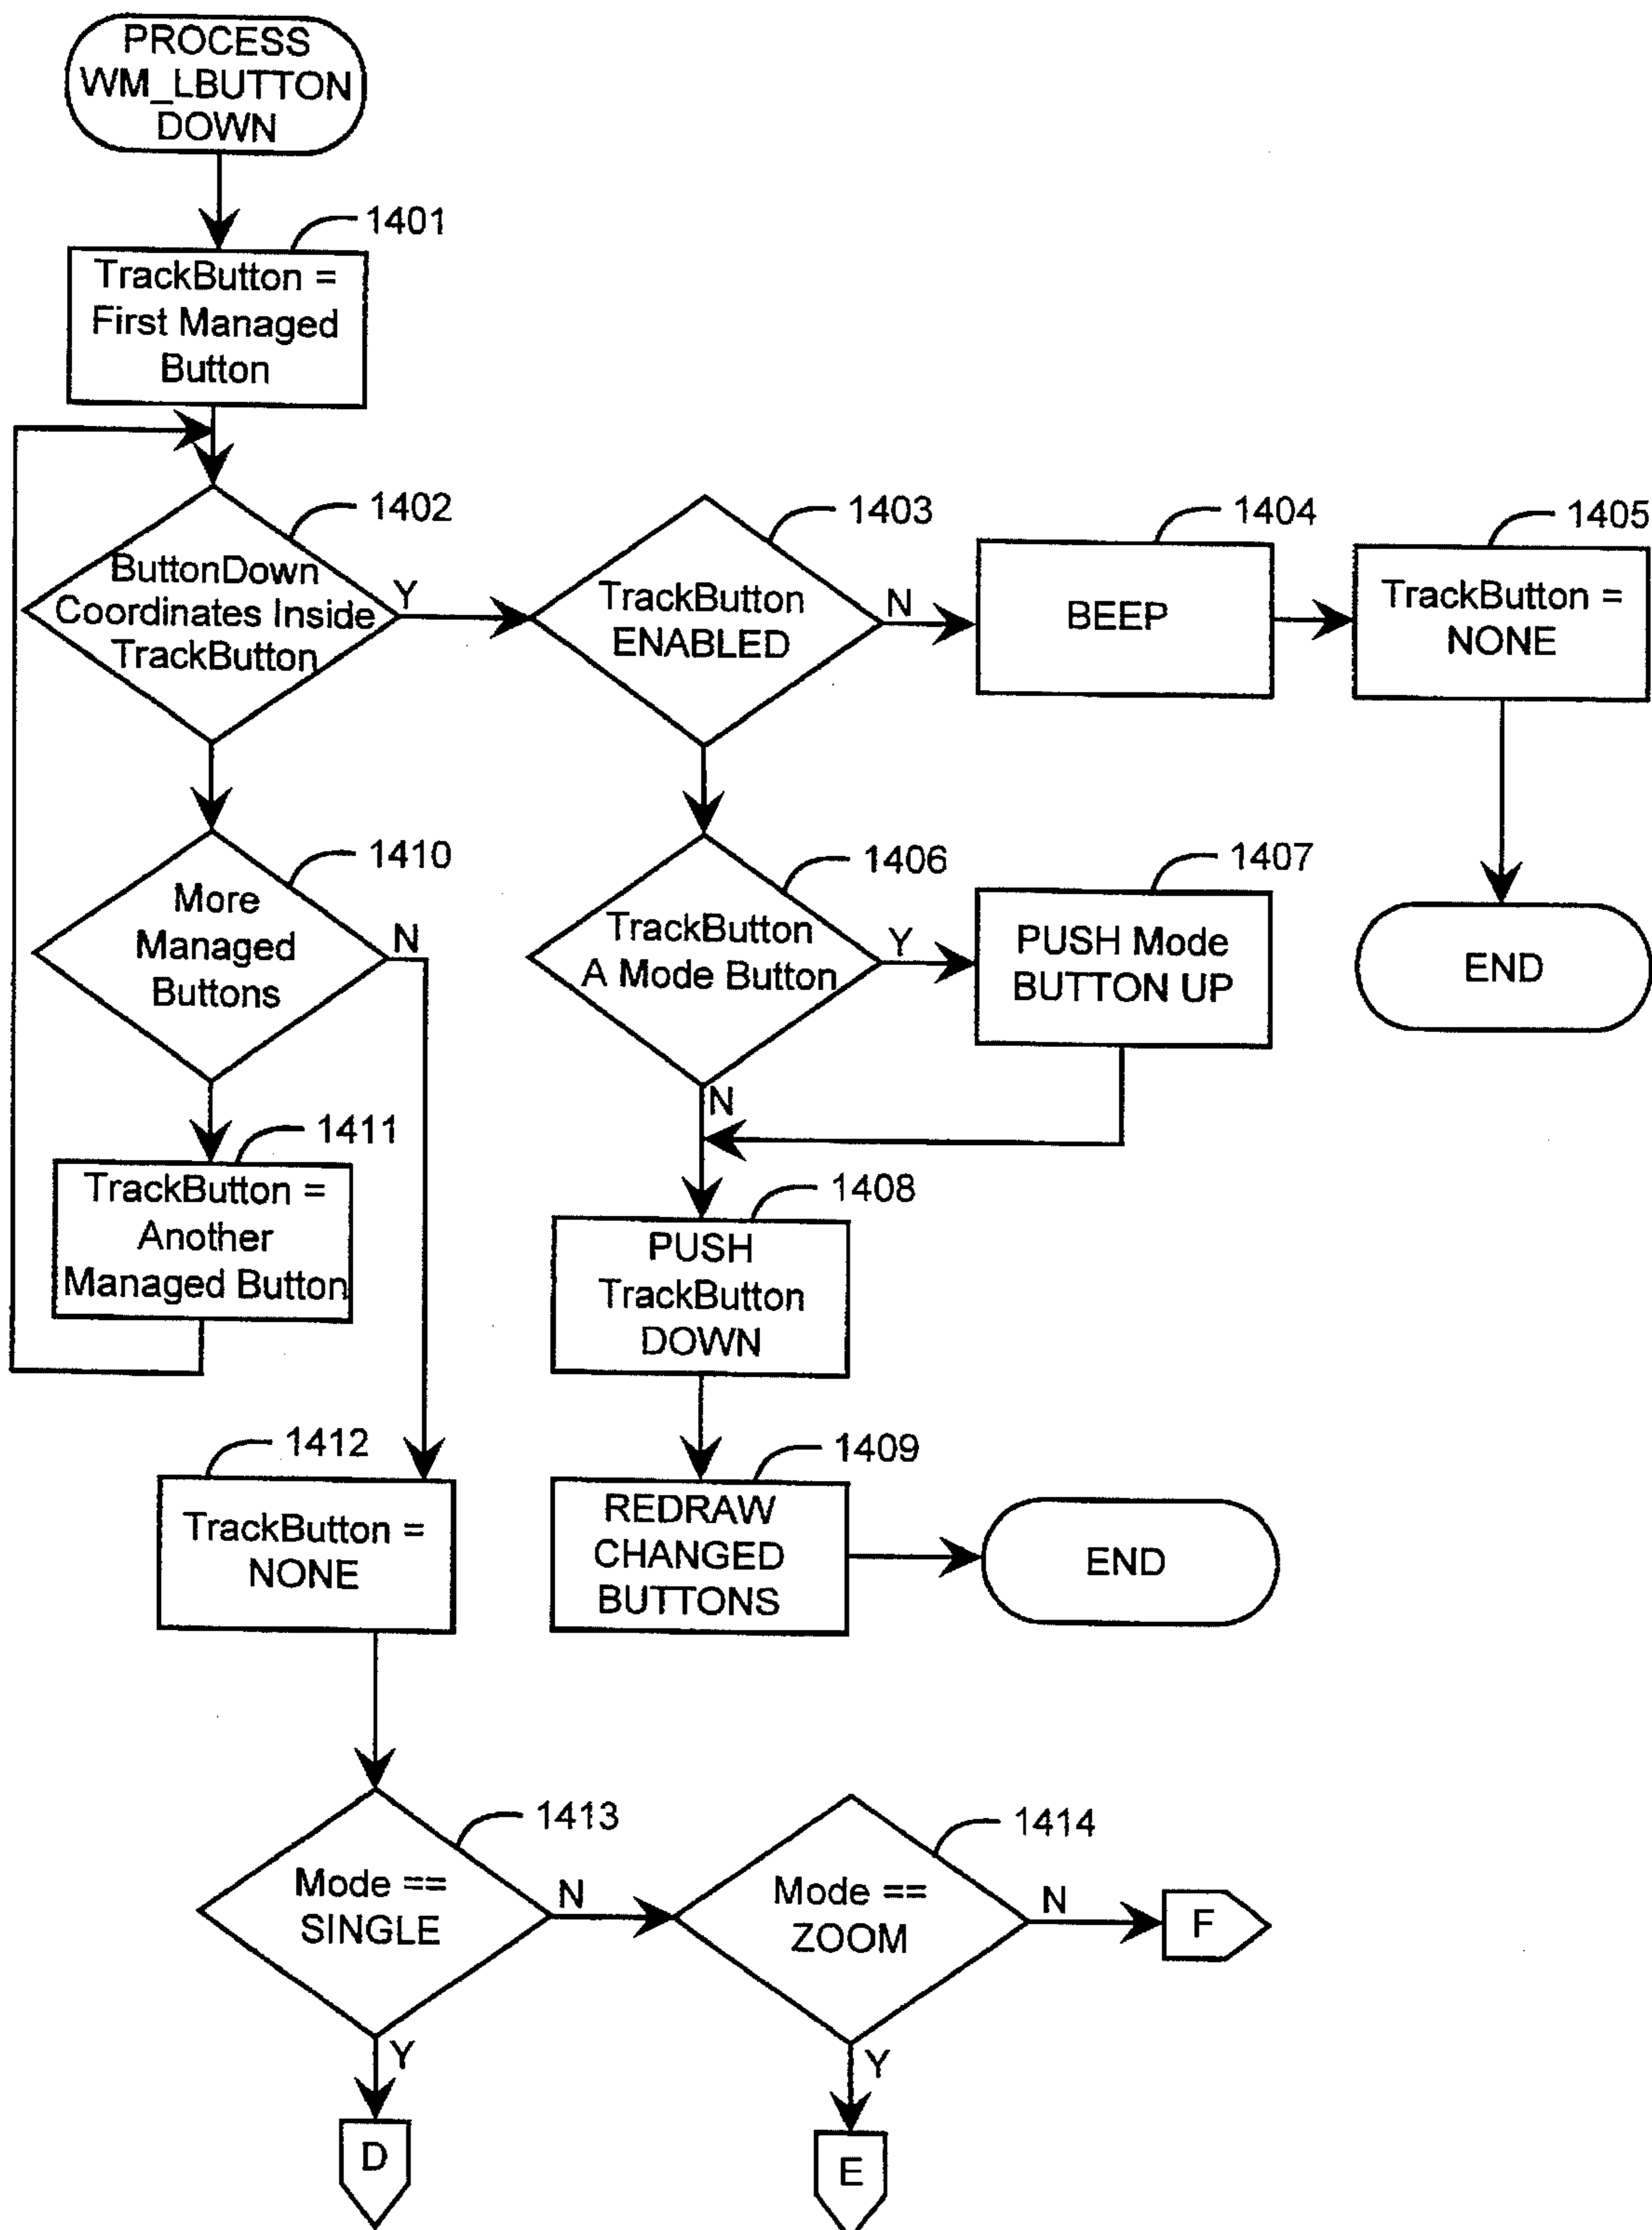 PROCESS
WM_LBUTTON
DOWN
1401
TrackButton =
First Managed
Button
1402
ButtonDown
Coordinates Inside
TrackButton
Y
1403
TrackButton
ENABLED
N
1404
BEEP
1405
TrackButton =
NONE
END
1410
More
Managed
Buttons
N
1406
TrackButton
A Mode Button
Y
N
1407
PUSH Mode
BUTTON UP
1411
TrackButton =
Another
Managed Button
1408
PUSH
TrackButton
DOWN
1412
TrackButton =
NONE
1409
REDRAW
CHANGED
BUTTONS
END
1413
Mode ==
SINGLE
N
Y
1414
Mode ==
ZOOM
N
F
Y
D
E